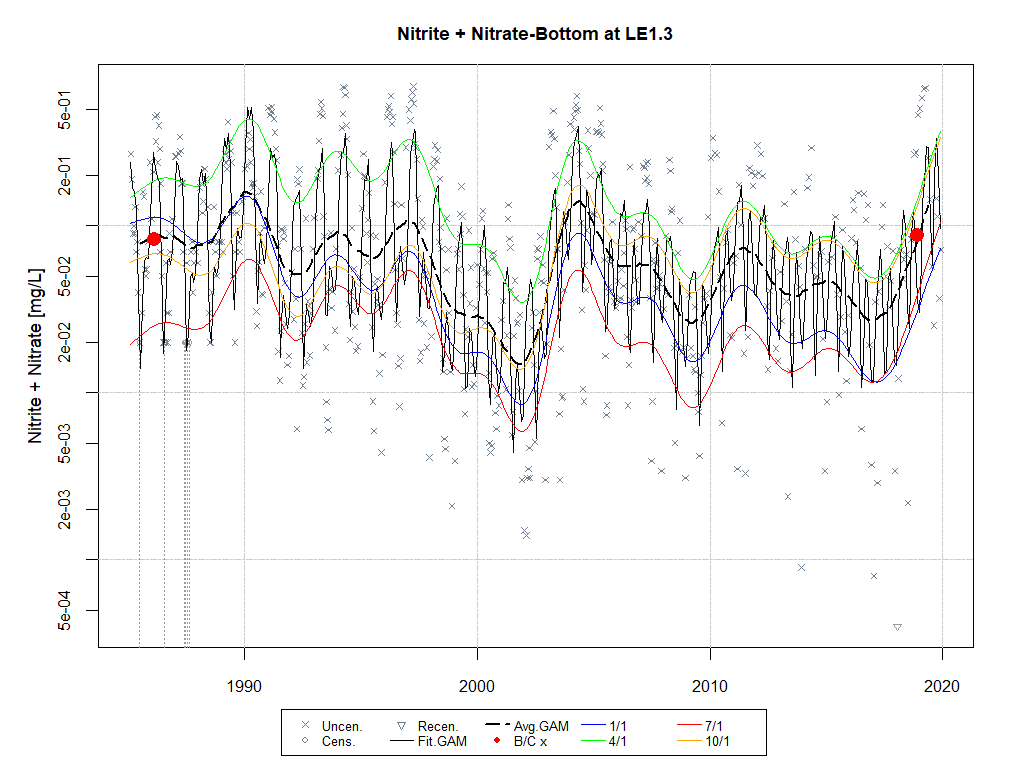 Nitrite + Nitrate-Bottom at LE1.3
Nitrite + Nitrate [mg/L]
5e-01
2e-01
5e-02
2e-02
5e-03
2e-03
5e-04
1990 2000 2010 2020
Uncen. Recen. Avg.GAM 1/1 7/1
Cens. Fit.GAM B/C x 4/1 10/1